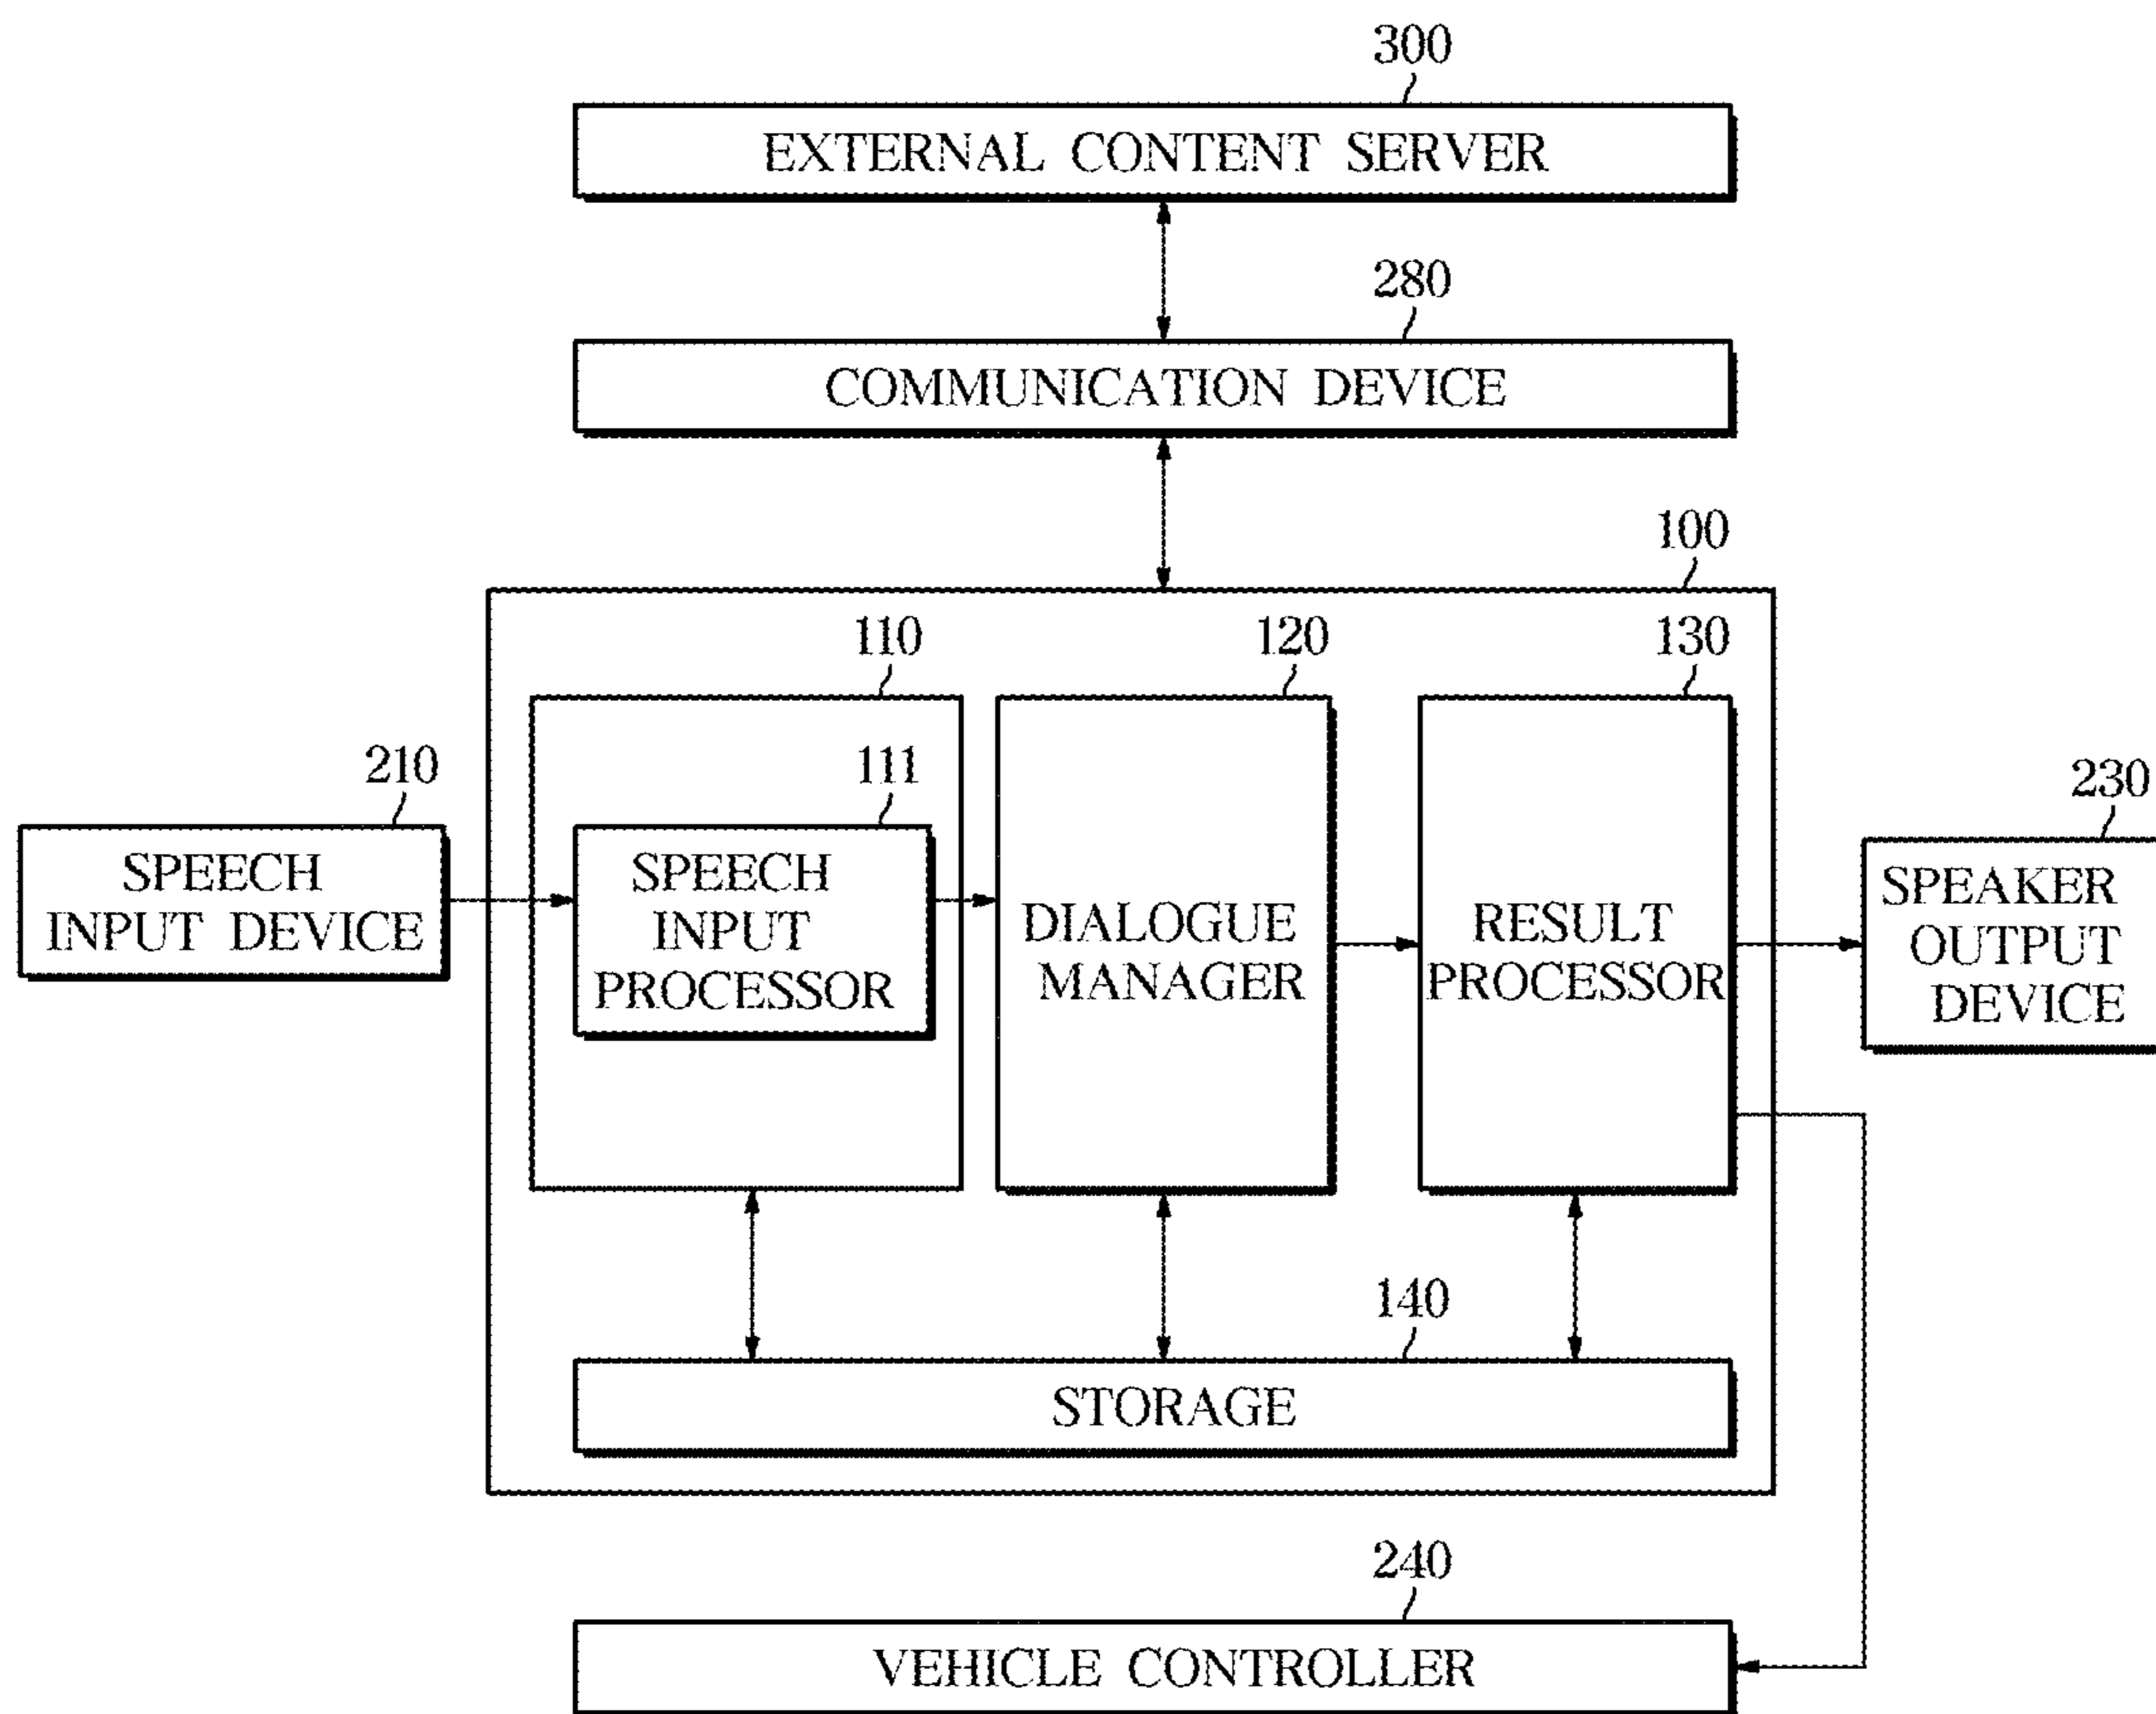 300
EXTERNAL CONTENT SERVER
280
COMMUNICATION DEVICE
100
110
120
130
210
111
230
SPEECH
INPUT DEVICE
SPEECH
INPUT
PROCESSOR
DIALOGUE
MANAGER
RESULT
PROCESSOR
SPEAKER
OUTPUT
DEVICE
140
STORAGE
240
VEHICLE CONTROLLER